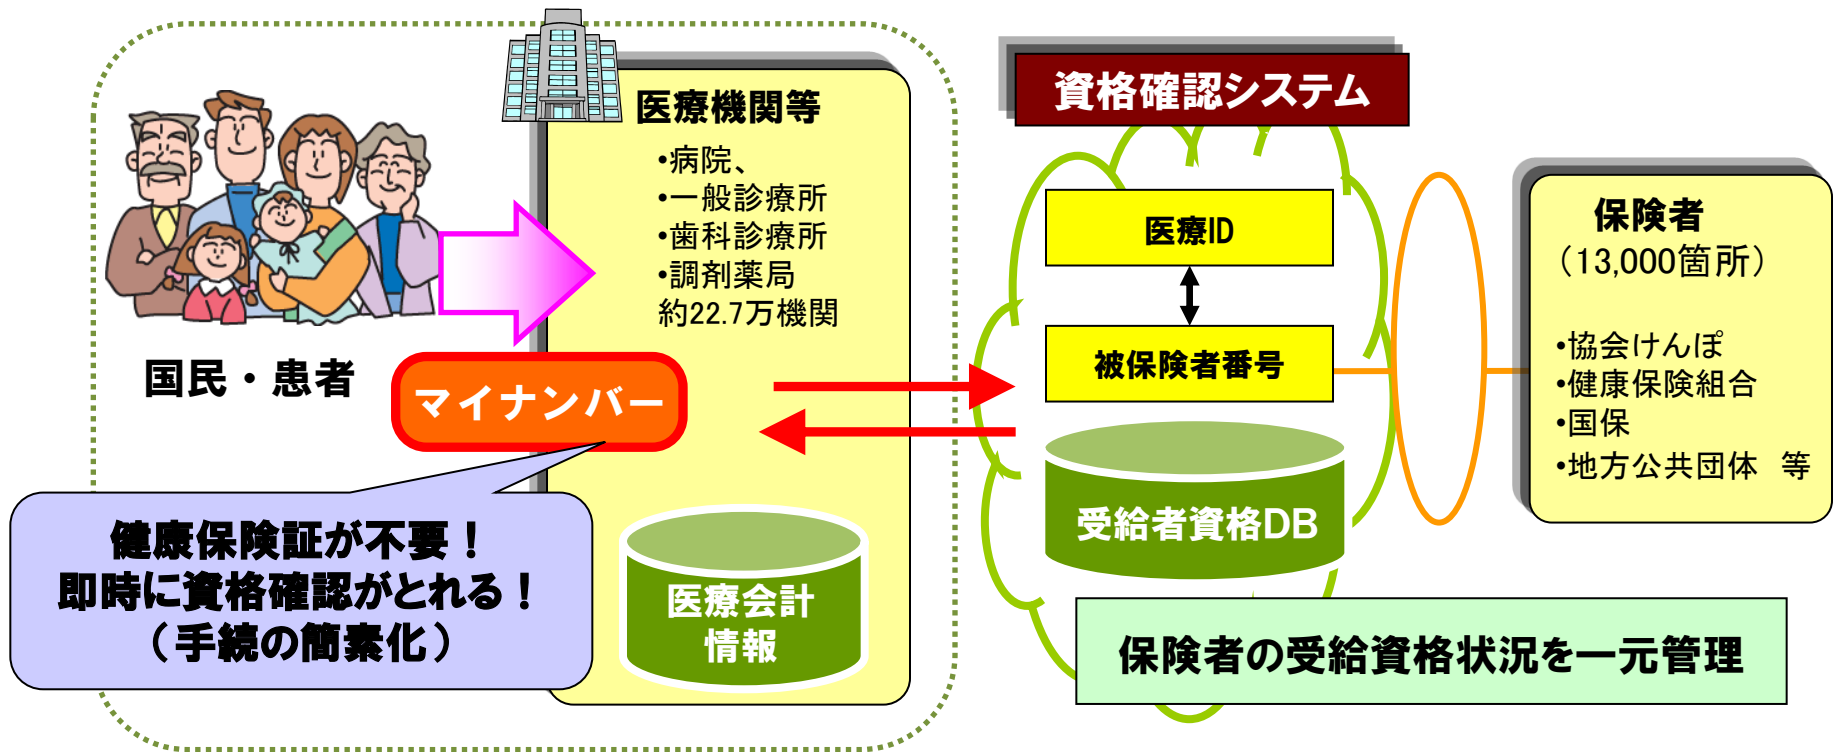 国民・患者
医療機関等
•病院、
•一般診療所
•歯科診療所
•調剤薬局
約22.7万機関
マイナンバー
健康保険証が不要！
即時に資格確認がとれる！
（手続の簡素化）
医療会計
情報
資格確認システム
医療ID
被保険者番号
受給者資格DB
保険者の受給資格状況を一元管理
保険者
（13,000箇所）
•協会けんぽ
•健康保険組合
•国保
•地方公共団体　等